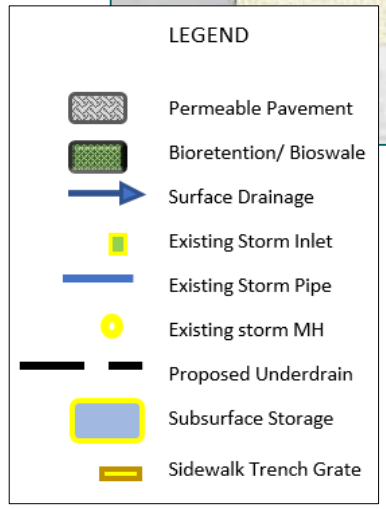 LEGEND
Permeable Pavement
Bioretention/ Bioswale
Surface Drainage
Existing Storm Inlet
Existing Storm Pipe
Existing storm MH
Proposed Underdrain
Subsurface Storage
Sidewalk Trench Grate